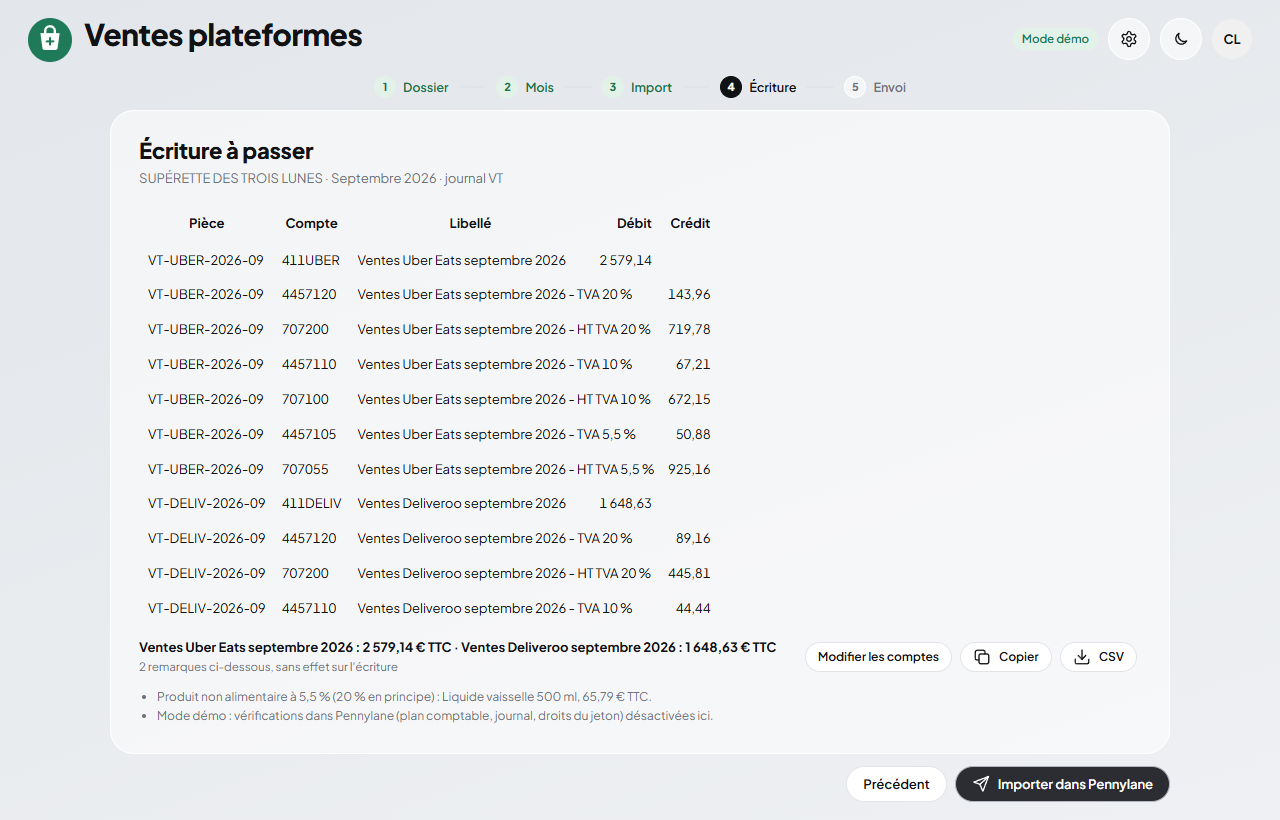 Ventes plateformes
Mode démo
CL
1 Dossier 2 Mois 3 Import 4 Écriture 5 Envoi
Écriture à passer
SUPÉRETTE DES TROIS LUNES · Septembre 2026 · journal VT
Pièce Compte Libellé Débit Crédit
VT-UBER-2026-09 411UBER Ventes Uber Eats septembre 2026 2 579,14
VT-UBER-2026-09 4457120 Ventes Uber Eats septembre 2026 - TVA 20 % 143,96
VT-UBER-2026-09 707200 Ventes Uber Eats septembre 2026 - HT TVA 20 % 719,78
VT-UBER-2026-09 4457110 Ventes Uber Eats septembre 2026 - TVA 10 % 67,21
VT-UBER-2026-09 707100 Ventes Uber Eats septembre 2026 - HT TVA 10 % 672,15
VT-UBER-2026-09 4457105 Ventes Uber Eats septembre 2026 - TVA 5,5 % 50,88
VT-UBER-2026-09 707055 Ventes Uber Eats septembre 2026 - HT TVA 5,5 % 925,16
VT-DELIV-2026-09 411DELIV Ventes Deliveroo septembre 2026 1 648,63
VT-DELIV-2026-09 4457120 Ventes Deliveroo septembre 2026 - TVA 20 % 89,16
VT-DELIV-2026-09 707200 Ventes Deliveroo septembre 2026 - HT TVA 20 % 445,81
VT-DELIV-2026-09 4457110 Ventes Deliveroo septembre 2026 - TVA 10 % 44,44
Ventes Uber Eats septembre 2026 : 2 579,14 € TTC · Ventes Deliveroo septembre 2026 : 1 648,63 € TTC
2 remarques ci-dessous, sans effet sur l'écriture
Modifier les comptes Copier CSV
• Produit non alimentaire à 5,5 % (20 % en principe) : Liquide vaisselle 500 ml, 65,79 € TTC.
• Mode démo : vérifications dans Pennylane (plan comptable, journal, droits du jeton) désactivées ici.
Précédent Importer dans Pennylane